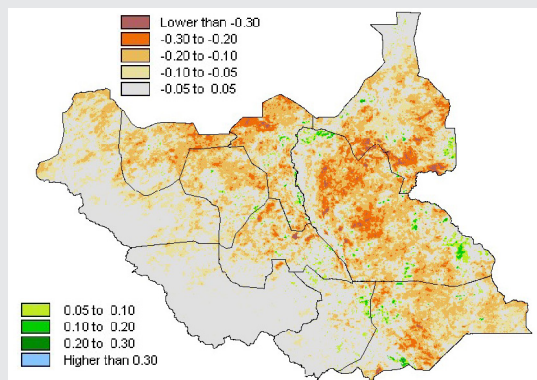 Lower than -0.30
-0.30 to -0.20
-0.20 to -0.10
-0.10 to -0.05
-0.05 to 0.05
0.05 to 0.10
0.10 to 0.20
0.20 to 0.30
Higher than 0.30